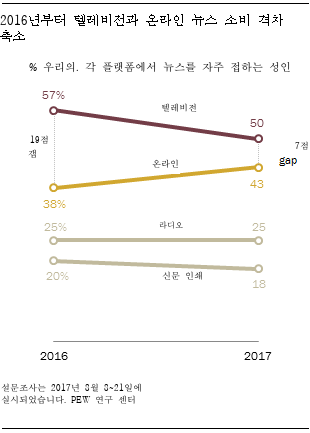 2016년부터 텔레비전과 온라인 뉴스 소비 격차
축소
% 우리의. 각 플랫폼에서 뉴스를 자주 접하는 성인
57%
텔레비전
50
19점
갭
7점
gap
온라인
38%
43
25%
라디오
25
20%
신문 인쇄
18
2016
2017
설문조사는 2017년 8월 8~21일에
실시되었습니다. PEW 연구 센터